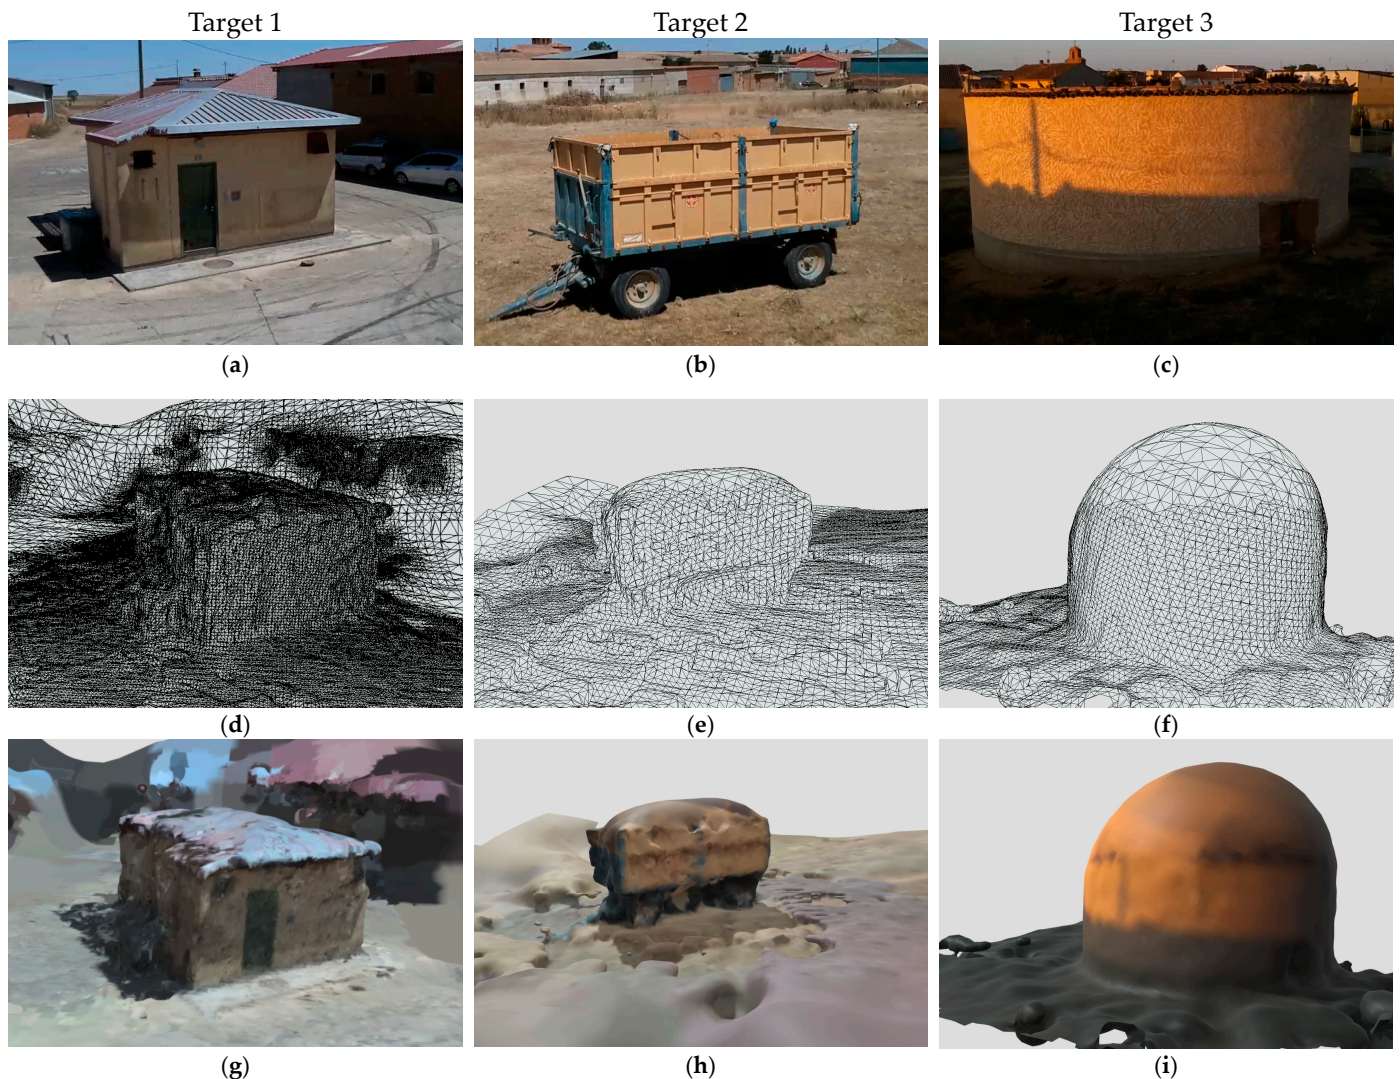 Target 1 Target 2 Target 3
(a) (b) (c)
(d) (e) (f)
(g) (h) (i)